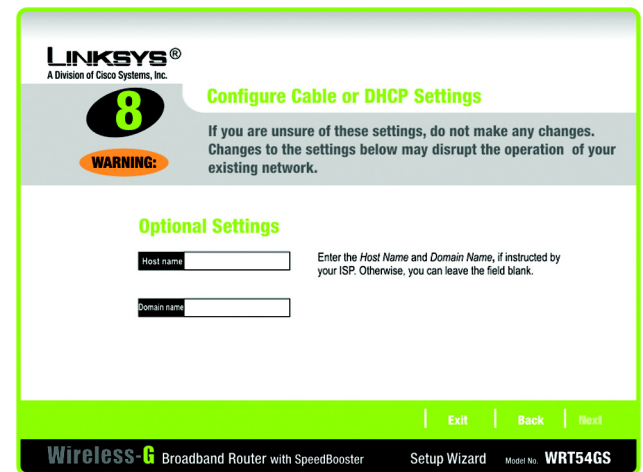 LINKSYS®
A Division of Cisco Systems, Inc.
8
Configure Cable or DHCP Settings
WARNING:
If you are unsure of these settings, do not make any changes.
Changes to the settings below may disrupt the operation of your
existing network.
Optional Settings
Host name
Enter the Host Name and Domain Name, if instructed by
your ISP. Otherwise, you can leave the field blank.
Domain name
Exit Back Next
Wireless-G Broadband Router with SpeedBooster Setup Wizard Model No. WRT54GS